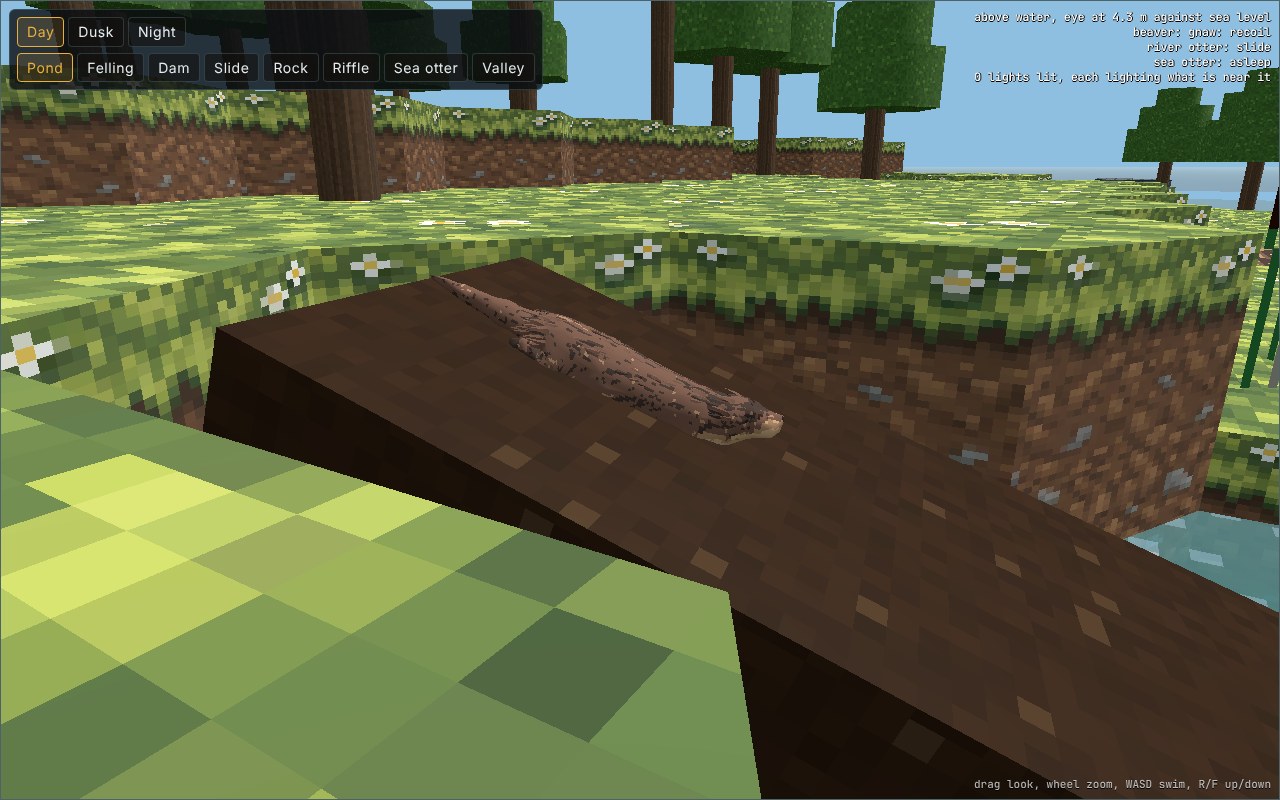 Day Dusk Night
Pond Felling Dam Slide Rock Riffle Sea otter Valley
above water, eye at 4.3 m against sea level
beaver: gnaw: recoil
river otter: slide
sea otter: asleep
0 lights lit, each lighting what is near it
drag look, wheel zoom, WASD swim, R/F up/down